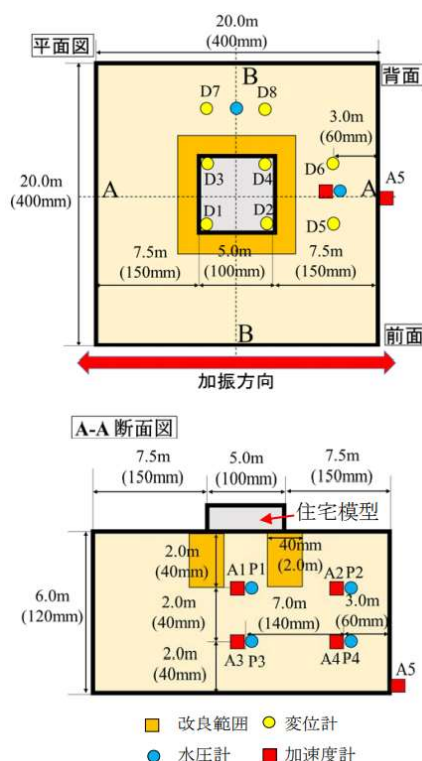 20.0m
(400mm)
平面図
背面
B
D7
D8
3.0m
(60mm)
D3
D4
D6
A5
20.0m
(400mm)
A
A
D1
D2
D5
7.5m
(150mm)
5.0m
(100mm)
7.5m
(150mm)
B
前面
加振方向
A-A 断面図
7.5m
(150mm)
5.0m
(100mm)
7.5m
(150mm)
住宅模型
2.0m
(40mm)
40mm
(2.0m)
A1 P1
A2 P2
6.0m
(120mm)
2.0m
(40mm)
7.0m
(140mm)
3.0m
(60mm)
A3 P3
A4 P4
2.0m
(40mm)
A5
改良範囲
変位計
水圧計
加速度計